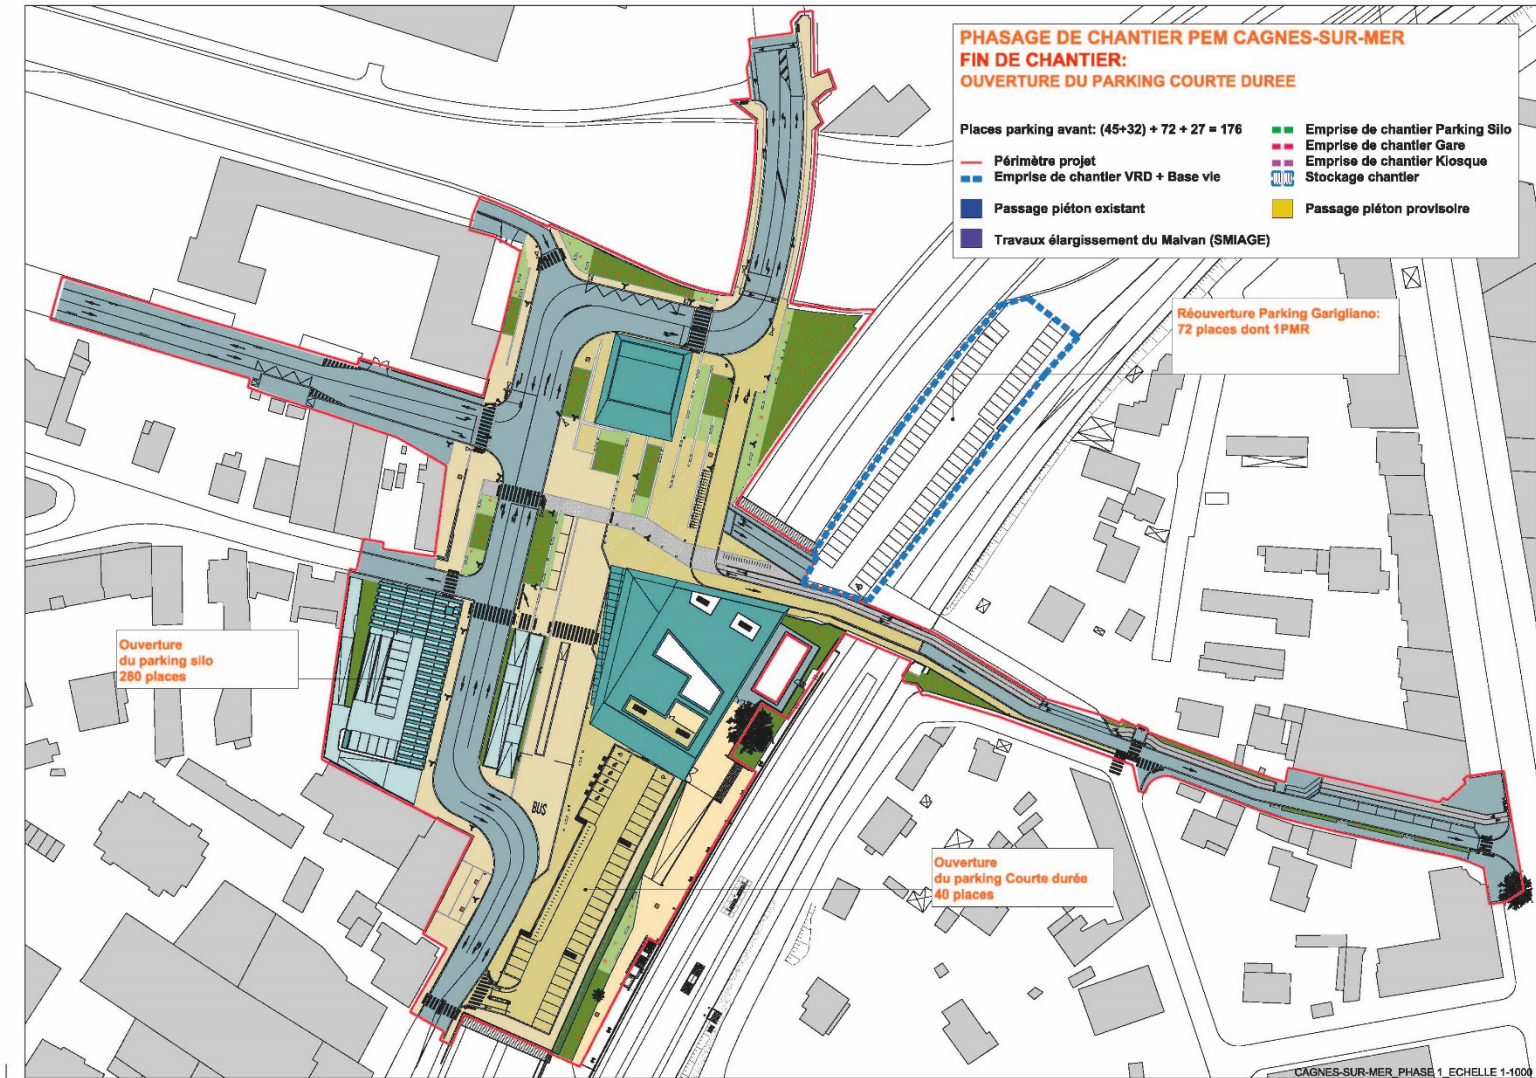 PHASAGE DE CHANTIER PEM CAGNES-SUR-MER
FIN DE CHANTIER:
OUVERTURE DU PARKING COURTE DUREE
Places parking avant: (45+32) + 72 + 27 = 176
Périmètre projet
Emprise de chantier VRD + Base vie
Passage piéton existant
Travaux élargissement du Malvan (SMIAGE)
Emprise de chantier Parking Silo
Emprise de chantier Gare
Emprise de chantier Kiosque
Stockage chantier
Passage piéton provisoire
Réouverture Parking Garigliano:
72 places dont 1PMR
Ouverture
du parking silo
280 places
BUS
Ouverture
du parking Courte durée
40 places
CAGNES-SUR-MER_PHASE 1_ECHELLE 1-1000